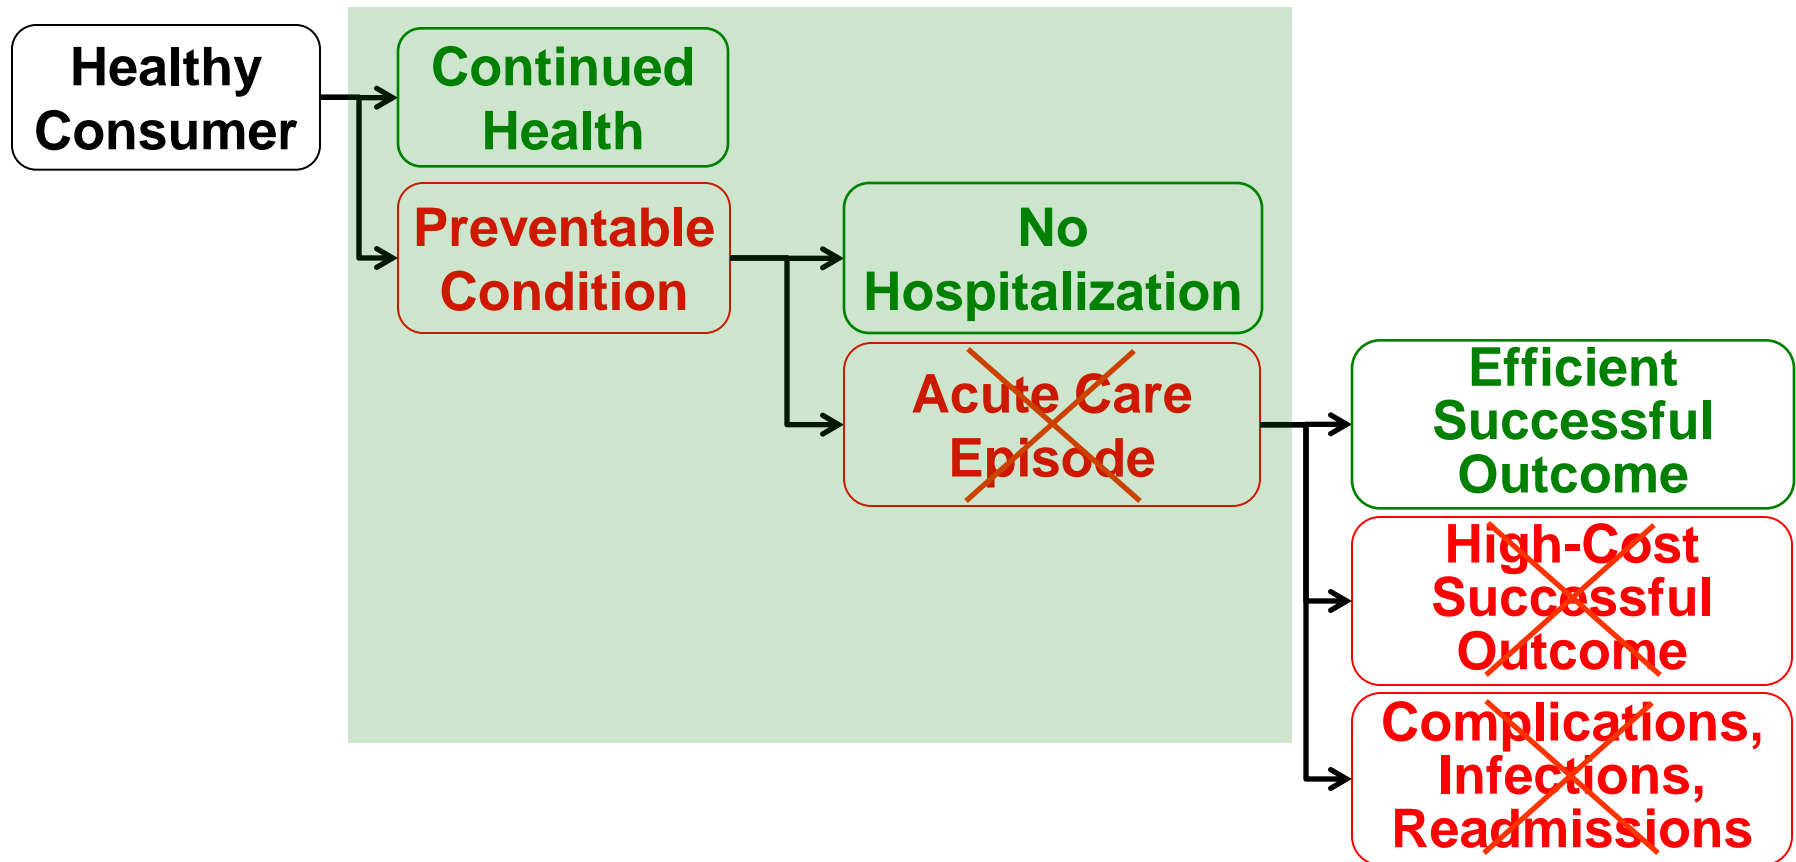 Healthy
Consumer
Continued
Health
Preventable
Condition
No
Hospitalization
Acute Care
Episode
Efficient
Successful
Outcome
High-Cost
Successful
Outcome
Complications,
Infections,
Readmissions